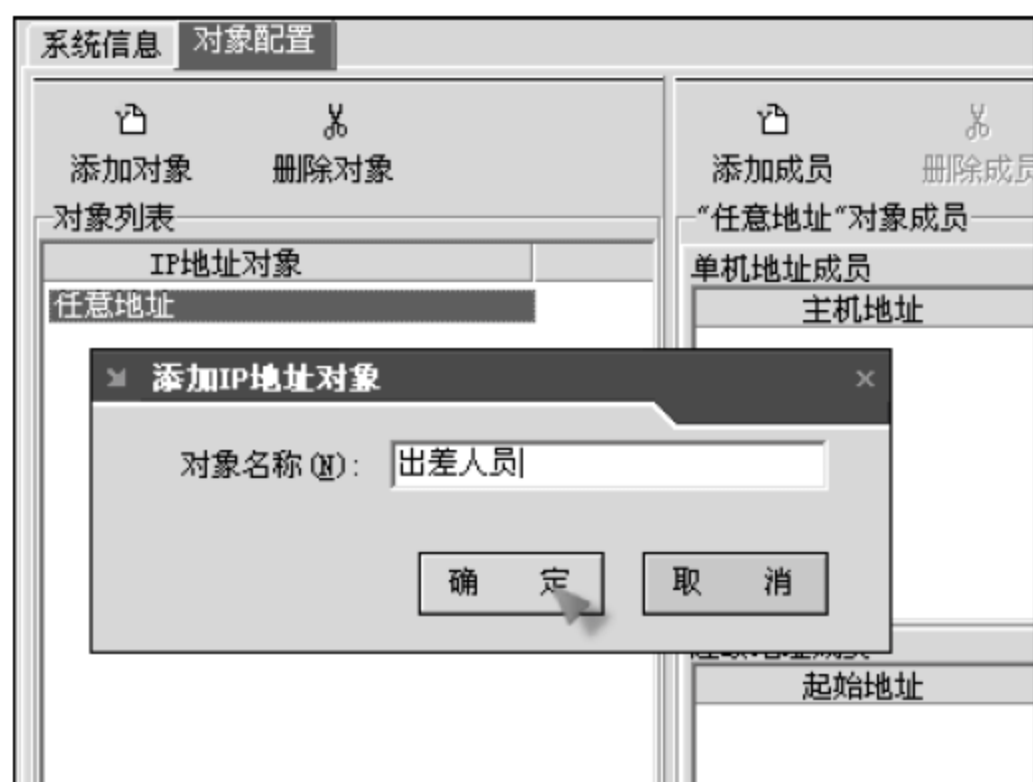 系统信息 对象配置
添加对象 删除对象
对象列表
IP地址对象
任意地址
添加成员 删除成员
“任意地址“对象成员
单机地址成员
主机地址
添加IP地址对象
对象名称(N): 出差人员
确 定 取 消
起始地址